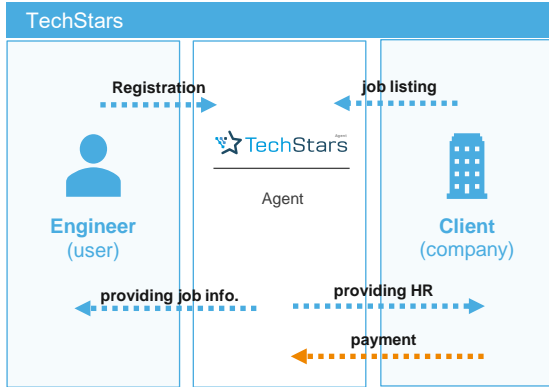 TechStars
Registration
job listing
Agent
TechStars
Agent
Engineer
(user)
Client
(company)
providing job info.
providing HR
payment